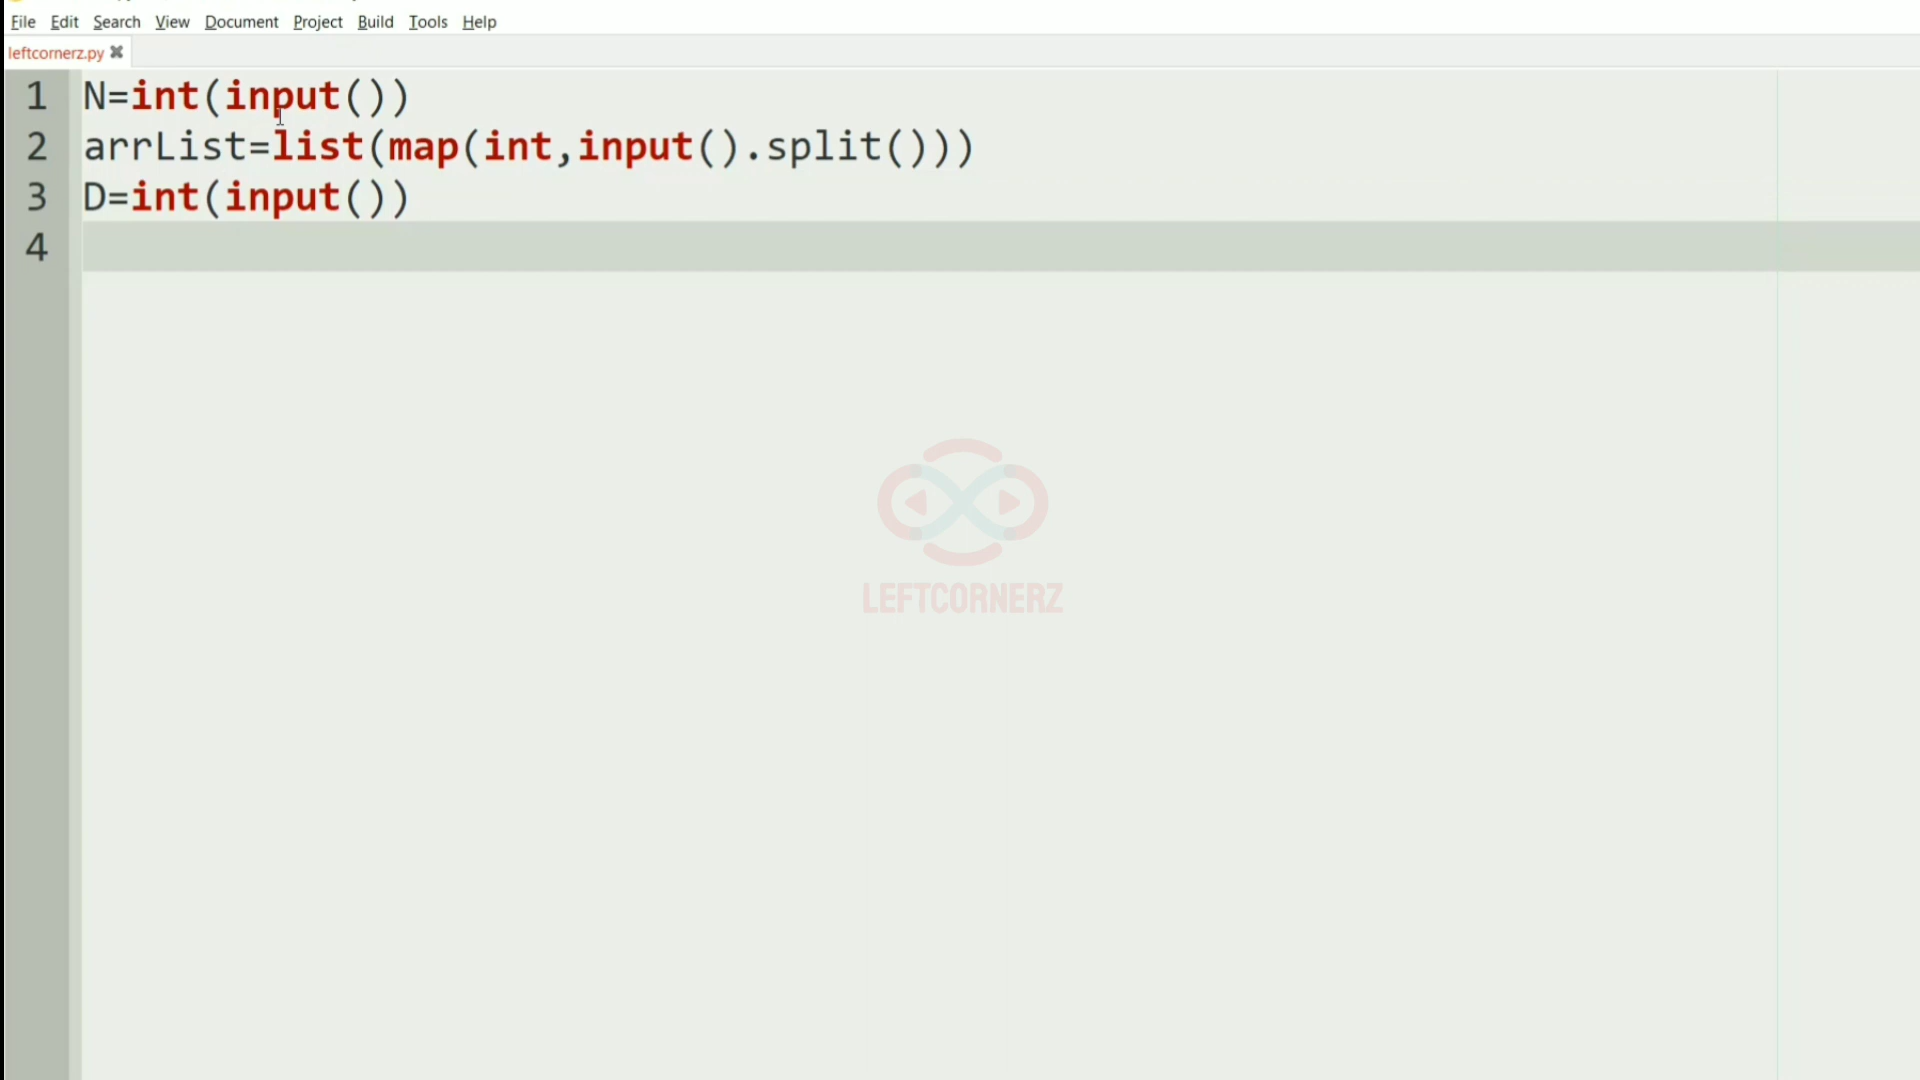 File Edit Search View Document Project Build Tools Help
leftcornerz.py
1 N=int(input())
2 arrList=list(map(int,input().split()))
3 D=int(input())
4
LEFTCORNERZ